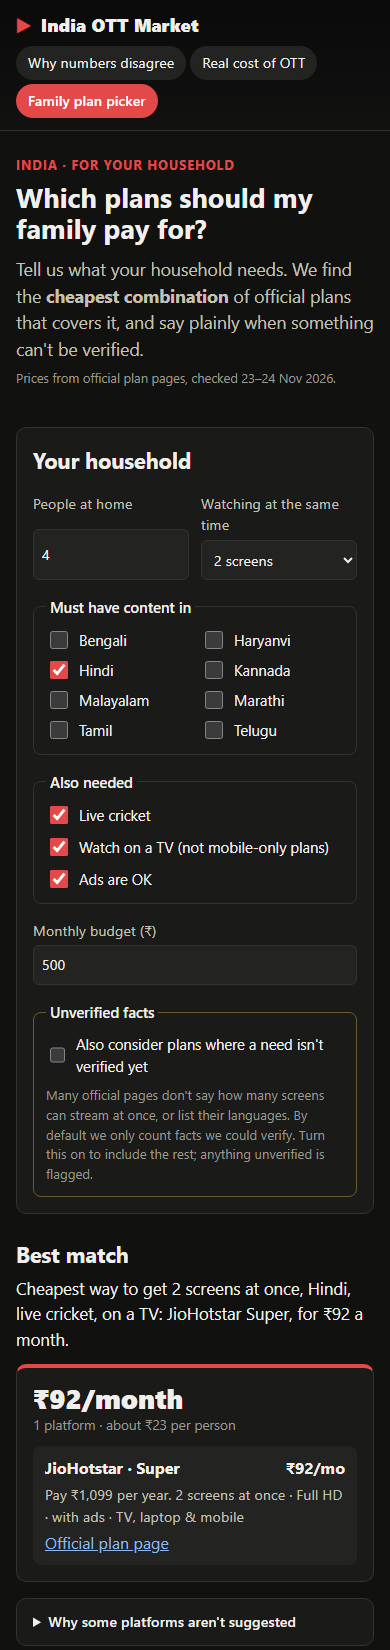 India OTT Market
Why numbers disagree
Real cost of OTT
Family plan picker
INDIA · FOR YOUR HOUSEHOLD
Which plans should my
family pay for?
Tell us what your household needs. We find
the cheapest combination of official plans
that covers it, and say plainly when something
can't be verified.
Prices from official plan pages, checked 23–24 Nov 2026.
Your household
People at home
4
Watching at the same
time
2 screens
Must have content in
Bengali
Haryanvi
Hindi
Kannada
Malayalam
Marathi
Tamil
Telugu
Also needed
Live cricket
Watch on a TV (not mobile-only plans)
Ads are OK
Monthly budget (₹)
500
Unverified facts
Also consider plans where a need isn't
verified yet
Many official pages don't say how many screens
can stream at once, or list their languages. By
default we only count facts we could verify. Turn
this on to include the rest; anything unverified is
flagged.
Best match
Cheapest way to get 2 screens at once, Hindi,
live cricket, on a TV: JioHotstar Super, for ₹92 a
month.
₹92/month
1 platform · about ₹23 per person
JioHotstar · Super
₹92/mo
Pay ₹1,099 per year. 2 screens at once · Full HD
· with ads · TV, laptop & mobile
Official plan page
Why some platforms aren't suggested